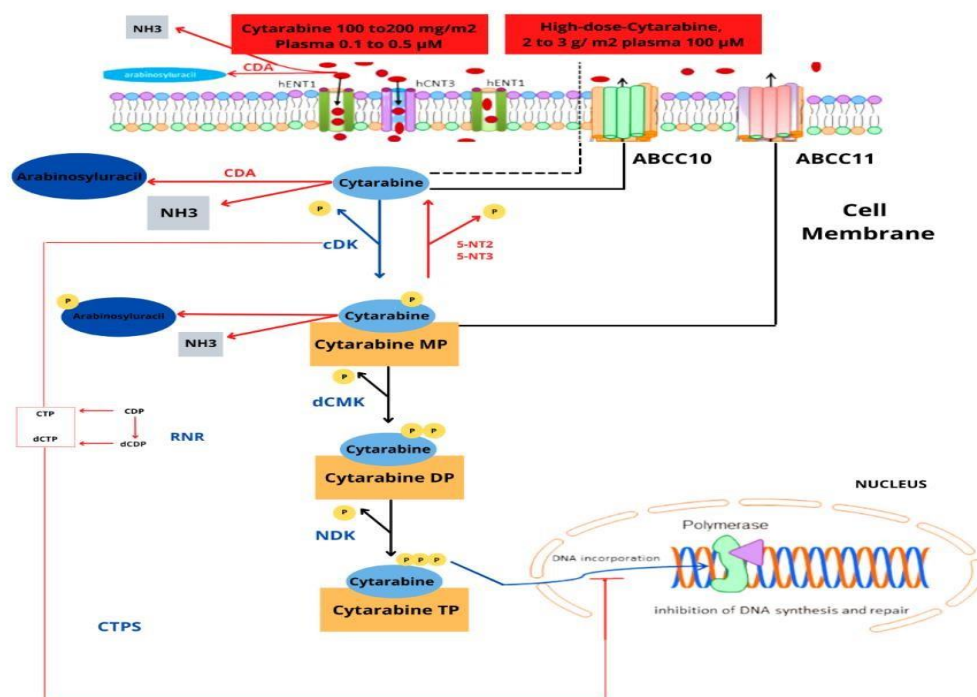 NH3
Cytarabine 100 to200 mg/m2
Plasma 0.1 to 0.5 µM
High-dose-Cytarabine,
2 to 3 g/ m2 plasma 100 µM
CDA
arabinosyluracil
hENT1
hCNT3
hENT1
ABCC10
ABCC11
Arabinosyluracil
CDA
Cytarabine
NH3
Cell
Membrane
P
P
cDK
5-NT2
5-NT3
P
Arabinosyluracil
P
Cytarabine
NH3
Cytarabine MP
P
dCMK
CTP
CDP
dCTP
dCDP
RNR
P P
Cytarabine
Cytarabine DP
NUCLEUS
P
NDK
Polymerase
DNA incorporation
P P P
Cytarabine
Cytarabine TP
inhibition of DNA synthesis and repair
CTPS